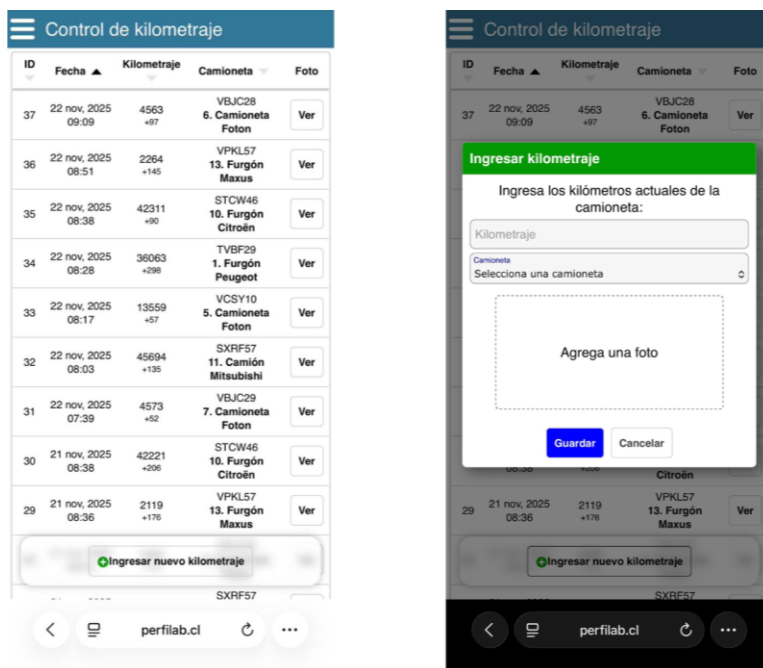 Control de kilometraje
ID Fecha ▲ Kilometraje Camioneta Foto
37 22 nov, 2025 09:09 4563 +97 VBJC28 6. Camioneta Foton Ver
36 22 nov, 2025 08:51 2264 +145 VPKL57 13. Furgón Maxus Ver
35 22 nov, 2025 08:38 42311 +90 STCW46 10. Furgón Citroën Ver
34 22 nov, 2025 08:28 36063 +298 TVBF29 1. Furgón Peugeot Ver
33 22 nov, 2025 08:17 13559 +57 VCSY10 5. Camioneta Foton Ver
32 22 nov, 2025 08:03 45694 +135 SXRF57 11. Camión Mitsubishi Ver
31 22 nov, 2025 07:39 4573 +52 VBJC29 7. Camioneta Foton Ver
30 21 nov, 2025 08:38 42221 +206 STCW46 10. Furgón Citroën Ver
29 21 nov, 2025 08:36 2119 +176 VPKL57 13. Furgón Maxus Ver
Ingresar nuevo kilometraje
SXRF57
perfilab.cl
Control de kilometraje
ID Fecha ▲ Kilometraje Camioneta Foto
37 22 nov, 2025 09:09 4563 +97 VBJC28 6. Camioneta Foton Ver
Ingresar kilometraje
Ingresa los kilómetros actuales de la
camioneta:
Kilometraje
Camioneta
Selecciona una camioneta
Agrega una foto
Guardar Cancelar
08:38 +206 Citroën
29 21 nov, 2025 08:36 2119 +176 VPKL57 13. Furgón Maxus Ver
Ingresar nuevo kilometraje
SXRF57
perfilab.cl